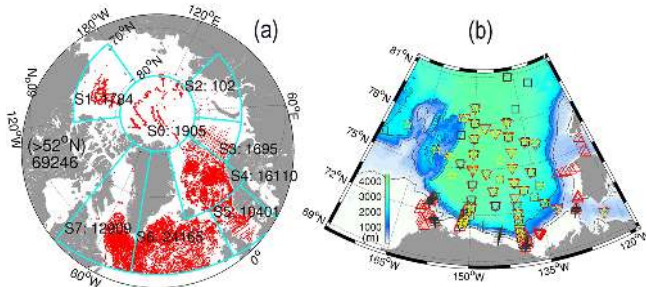 (a)
180°W
120°E
70°N
80°N
60°N
60°E
120°W
(>52°N)
69246
S1: 1784
S2: 102
S0: 1905
S3: 1695
S4: 16110
S5: 10401
S6: 24165
S7: 12909
60°W
0°
(b)
81°N
78°N
75°N
72°N
69°N
4000
3000
2000
1000
(m)
165°W
150°W
135°W
120°W